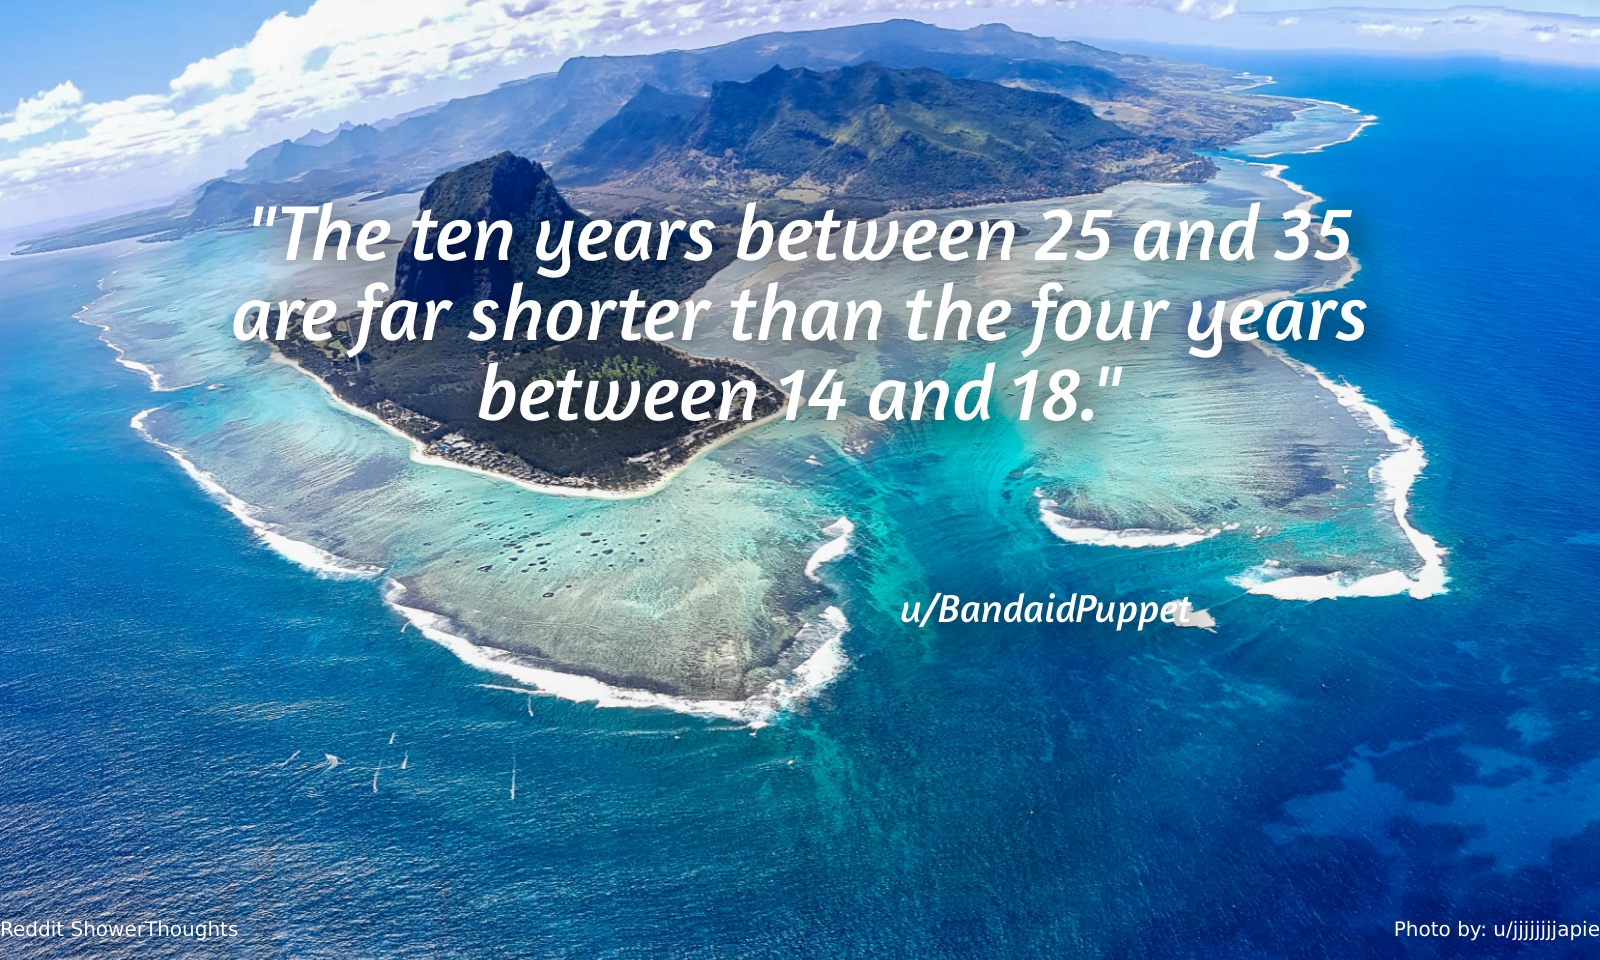 "The ten years between 25 and 35
are far shorter than the four years
between 14 and 18."
u/BandaidPuppet
Reddit ShowerThoughts
Photo by: u/jjjjjjjjapie